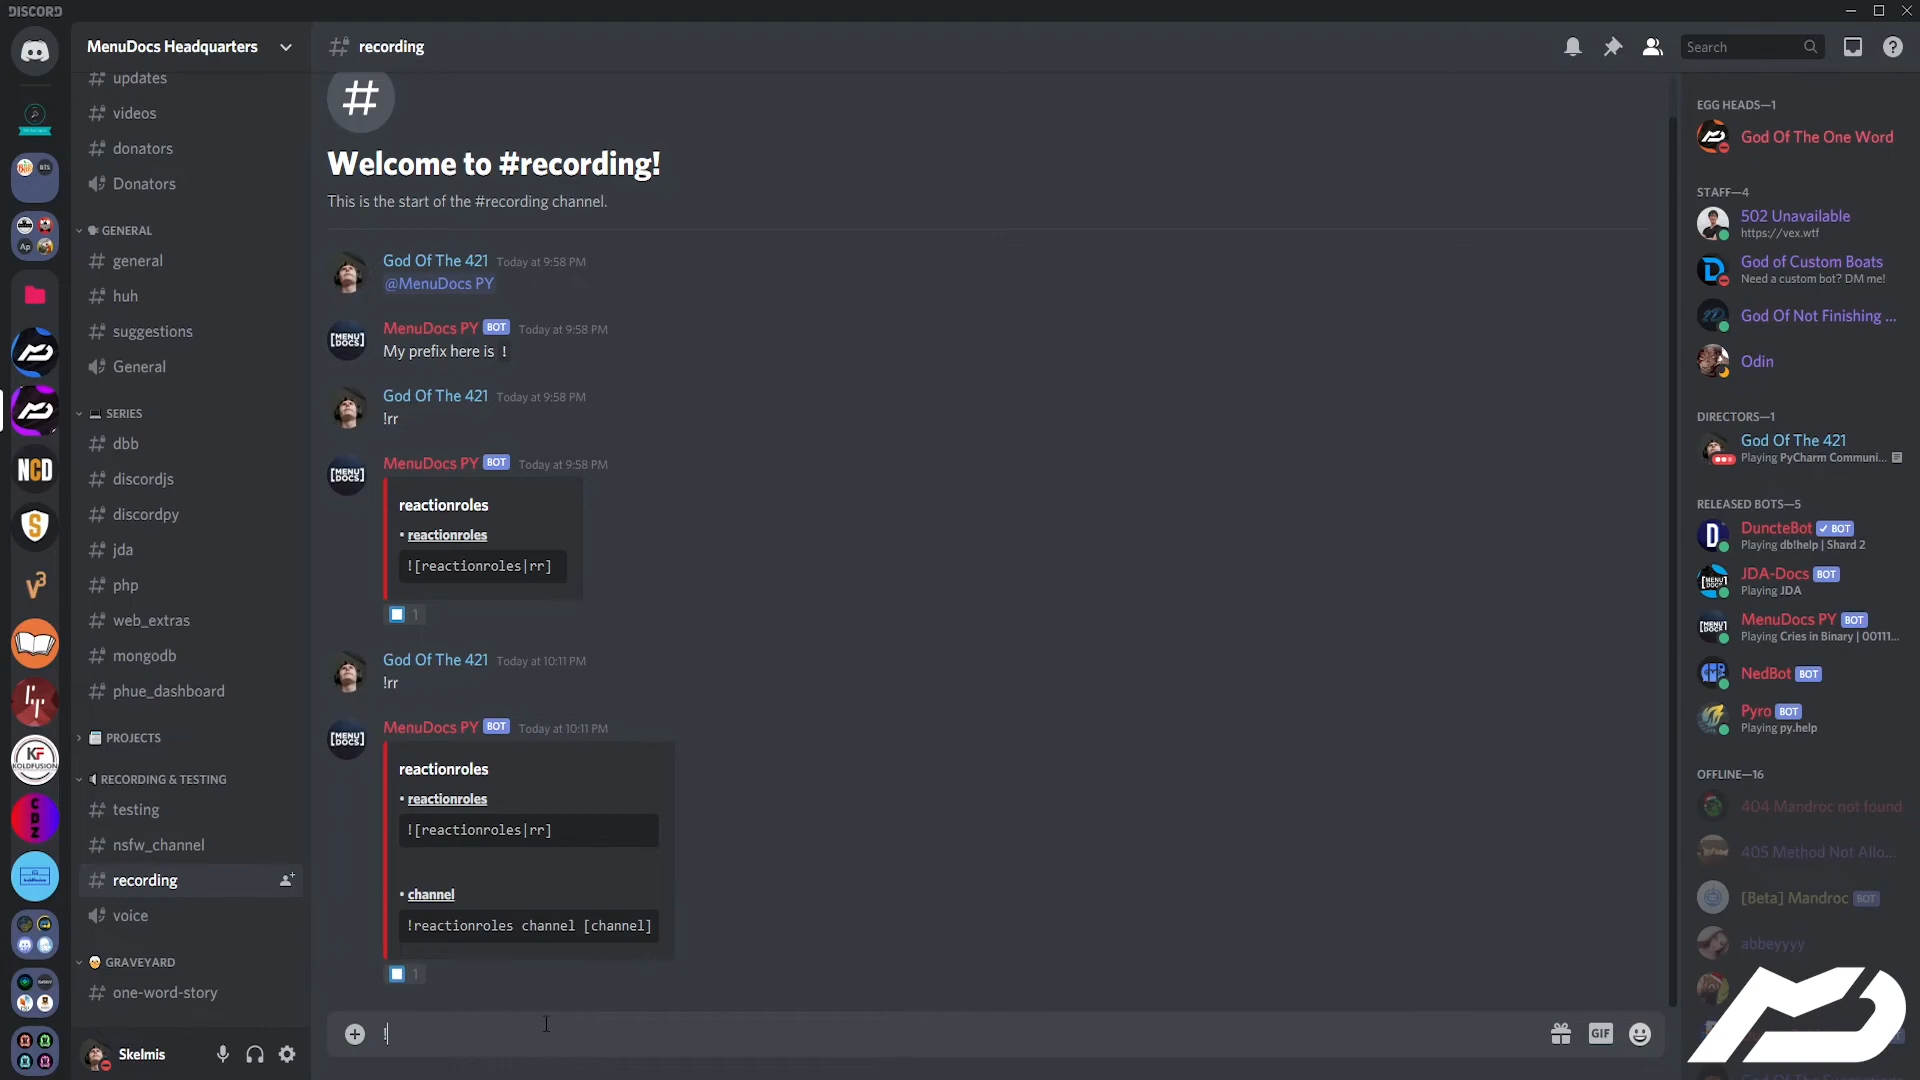 DISCORD
MenuDocs Headquarters
updates
videos
donators
Donators
GENERAL
general
huh
suggestions
General
SERIES
dbb
discordjs
discordpy
jda
php
web_extras
mongodb
phue_dashboard
PROJECTS
RECORDING & TESTING
testing
nsfw_channel
recording
voice
GRAVEYARD
one-word-story
Skelmis
recording
Search
Welcome to #recording!
This is the start of the #recording channel.
God Of The 421 Today at 9:58 PM
@MenuDocs PY
MenuDocs PY BOT Today at 9:58 PM
My prefix here is !
God Of The 421 Today at 9:58 PM
!rr
MenuDocs PY BOT Today at 9:58 PM
reactionroles
• reactionroles
![reactionroles|rr]
1
God Of The 421 Today at 10:11 PM
!rr
MenuDocs PY BOT Today at 10:11 PM
reactionroles
• reactionroles
![reactionroles|rr]
• channel
!reactionroles channel [channel]
1
!
GIF
EGG HEADS—1
God Of The One Word
STAFF—4
502 Unavailable
https://vex.wtf
God of Custom Boats
Need a custom bot? DM me!
God Of Not Finishing ...
Odin
DIRECTORS—1
God Of The 421
Playing PyCharm Communi...
RELEASED BOTS—5
DuncteBot BOT
Playing db!help | Shard 2
JDA-Docs BOT
Playing JDA
MenuDocs PY BOT
Playing Cries in Binary | 00111...
NedBot BOT
Pyro BOT
Playing py.help
OFFLINE—16
404 Mandroc not found
405 Method Not Allo...
[Beta] Mandroc BOT
abbeyyyy
NCD
KF
KOLDFUSION
[MENU]
DOCS]
[MENU]
DOCS]
[MENU]
DOCS]